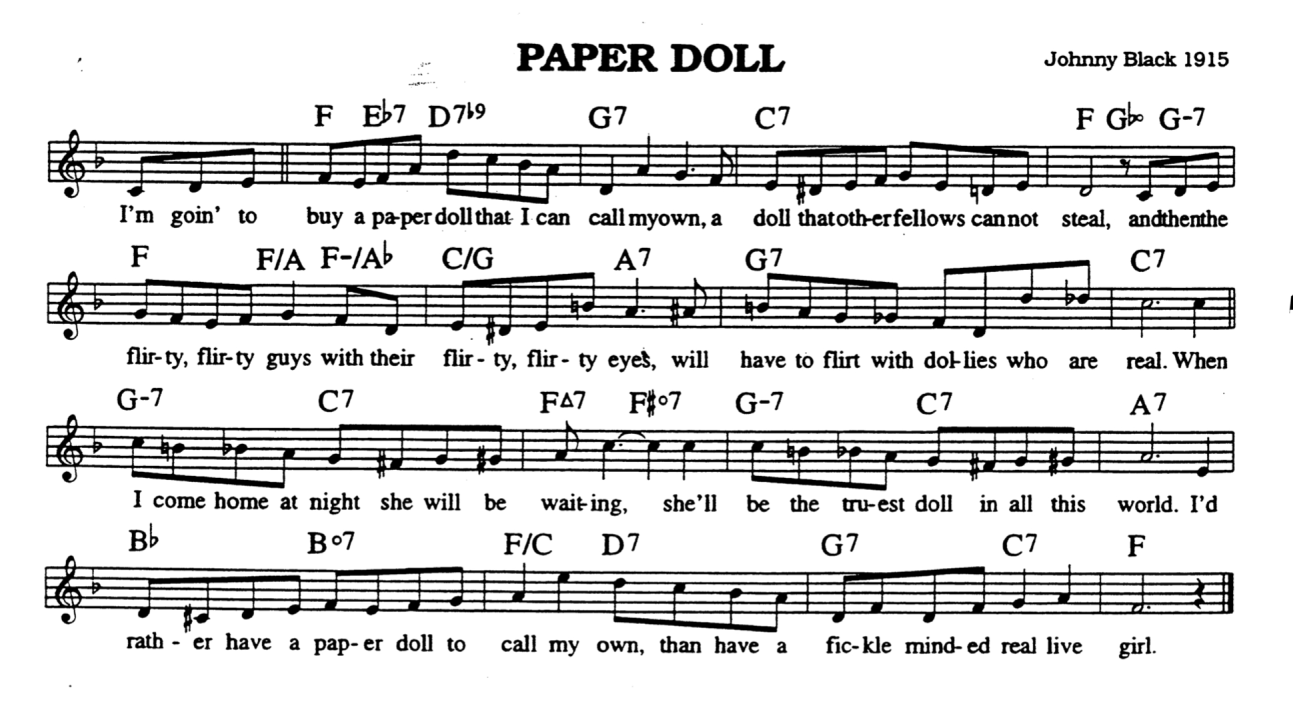 PAPER DOLL
Johnny Black 1915
F E♭7 D7♭9 G7 C7 F G♭° G-7
I'm goin' to buy a pa-per doll that I can call my own, a doll that oth-er fellows can not steal, and then the
F F/A F-/A♭ C/G A7 G7 C7
flir-ty, flir-ty guys with their flir-ty, flir-ty eyes, will have to flirt with dol-lies who are real. When
G-7 C7 F△7 F#°7 G-7 C7 A7
I come home at night she will be wait-ing, she'll be the tru-est doll in all this world. I'd
B♭ B°7 F/C D7 G7 C7 F
rath-er have a pap-er doll to call my own, than have a fic-kle mind-ed real live girl.